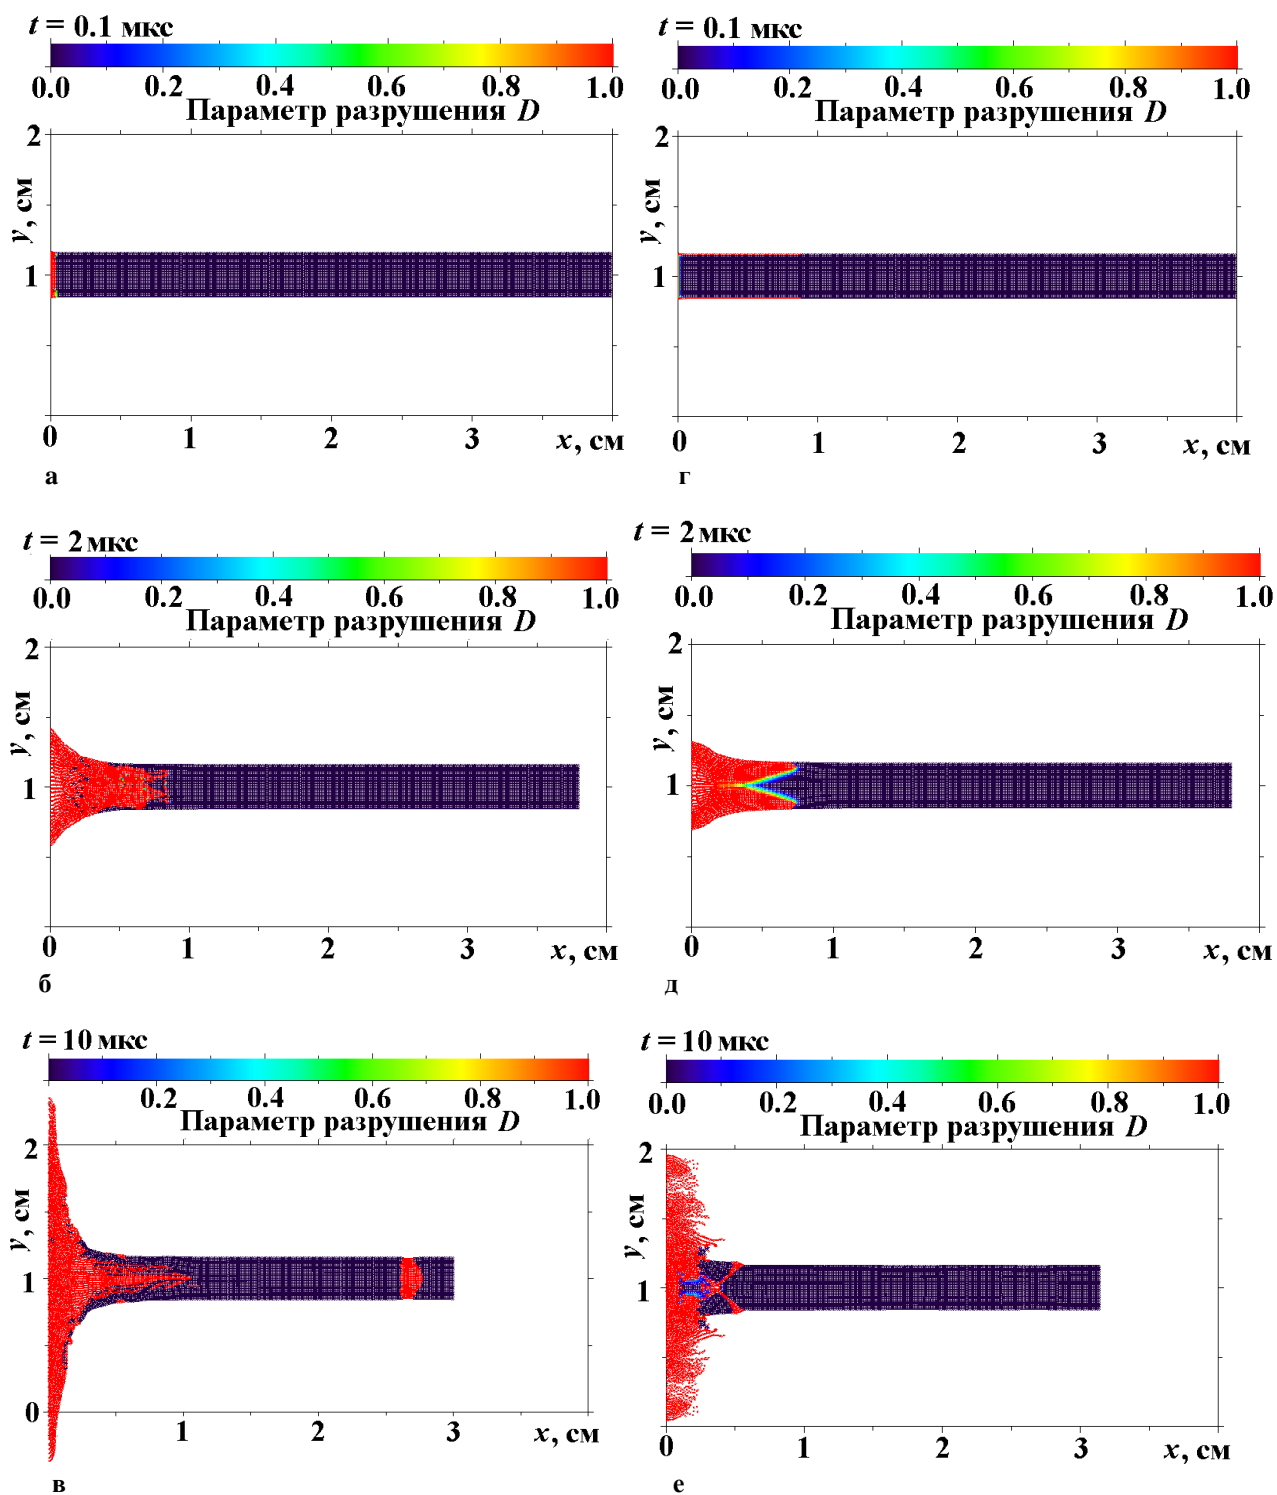 t = 0.1 мкс
0.0 0.2 0.4 0.6 0.8 1.0
Параметр разрушения D
2
y, см
1
0 1 2 3 x, см
а
t = 0.1 мкс
0.0 0.2 0.4 0.6 0.8 1.0
Параметр разрушения D
2
y, см
1
0 1 2 3 x, см
г
t = 2 мкс
0.0 0.2 0.4 0.6 0.8 1.0
Параметр разрушения D
2
y, см
1
0 1 2 3 x, см
б
t = 2 мкс
0.0 0.2 0.4 0.6 0.8 1.0
Параметр разрушения D
2
y, см
1
0 1 2 3 x, см
д
t = 10 мкс
0.2 0.4 0.6 0.8 1.0
Параметр разрушения D
2
y, см
1
0
1 2 3 x, см
в
t = 10 мкс
0.0 0.2 0.4 0.6 0.8 1.0
Параметр разрушения D
2
y, см
1
0 1 2 3 x, см
е